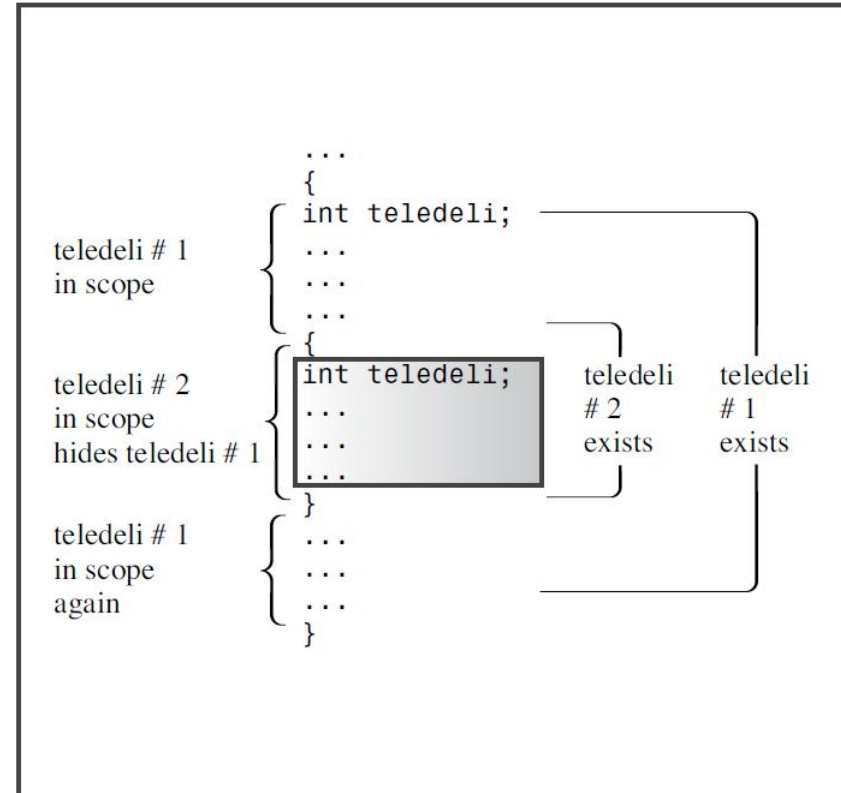 ...
{
int teledeli;
...
...
...
{
int teledeli;
...
...
...
}
...
...
...
}
teledeli # 1
in scope
teledeli # 2
in scope
hides teledeli # 1
teledeli # 1
in scope
again
teledeli
# 2
exists
teledeli
# 1
exists